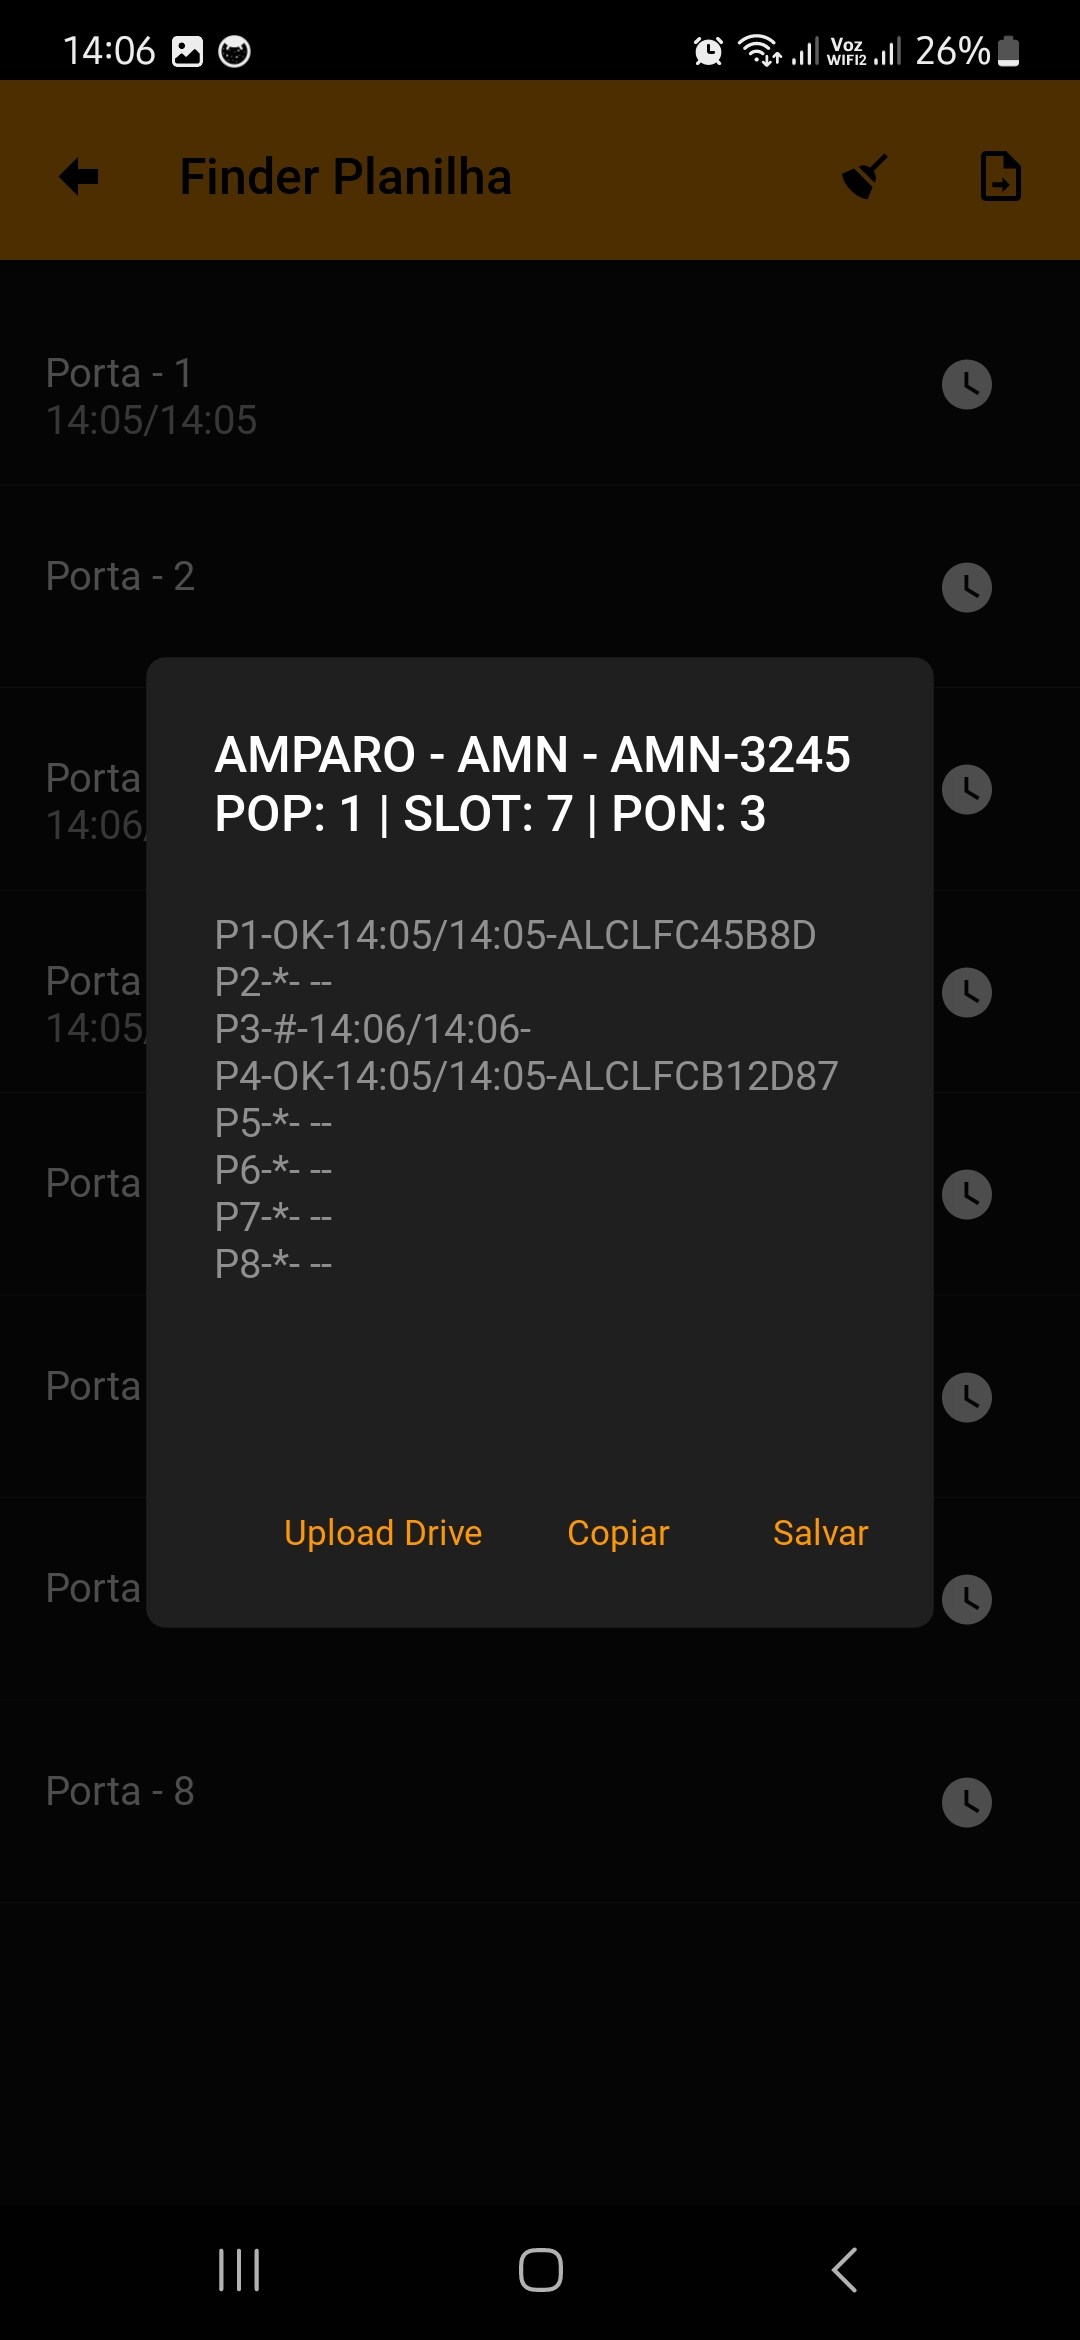 14:06
Voz
WIFI2
26%
Finder Planilha
Porta - 1
14:05/14:05
Porta - 2
Porta
14:06/
Porta
14:05/
Porta
Porta
Porta
Porta - 8
AMPARO - AMN - AMN-3245
POP: 1 | SLOT: 7 | PON: 3
P1-OK-14:05/14:05-ALCLFC45B8D
P2-*- --
P3-#-14:06/14:06-
P4-OK-14:05/14:05-ALCLFCB12D87
P5-*- --
P6-*- --
P7-*- --
P8-*- --
Upload Drive
Copiar
Salvar